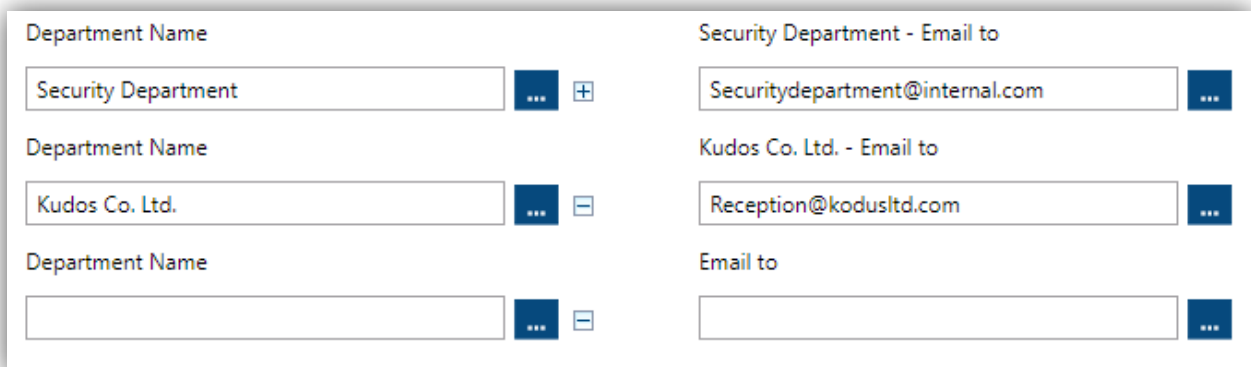 Department Name Security Department - Email to
Security Department ... Securitydepartment@internal.com ...
Department Name Kudos Co. Ltd. - Email to
Kudos Co. Ltd. ... Reception@kodusltd.com ...
Department Name Email to
... ...